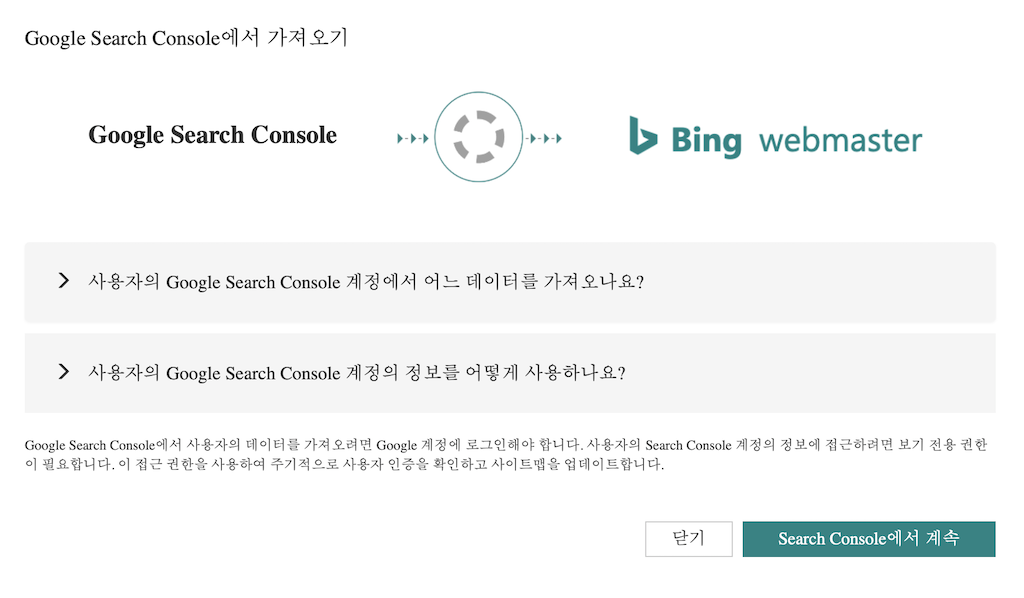 Google Search Console에서 가져오기
Google Search Console
Bing webmaster
사용자의 Google Search Console 계정에서 어느 데이터를 가져오나요?
사용자의 Google Search Console 계정의 정보를 어떻게 사용하나요?
Google Search Console에서 사용자의 데이터를 가져오려면 Google 계정에 로그인해야 합니다. 사용자의 Search Console 계정의 정보에 접근하려면 보기 전용 권한
이 필요합니다. 이 접근 권한을 사용하여 주기적으로 사용자 인증을 확인하고 사이트맵을 업데이트합니다.
닫기
Search Console에서 계속